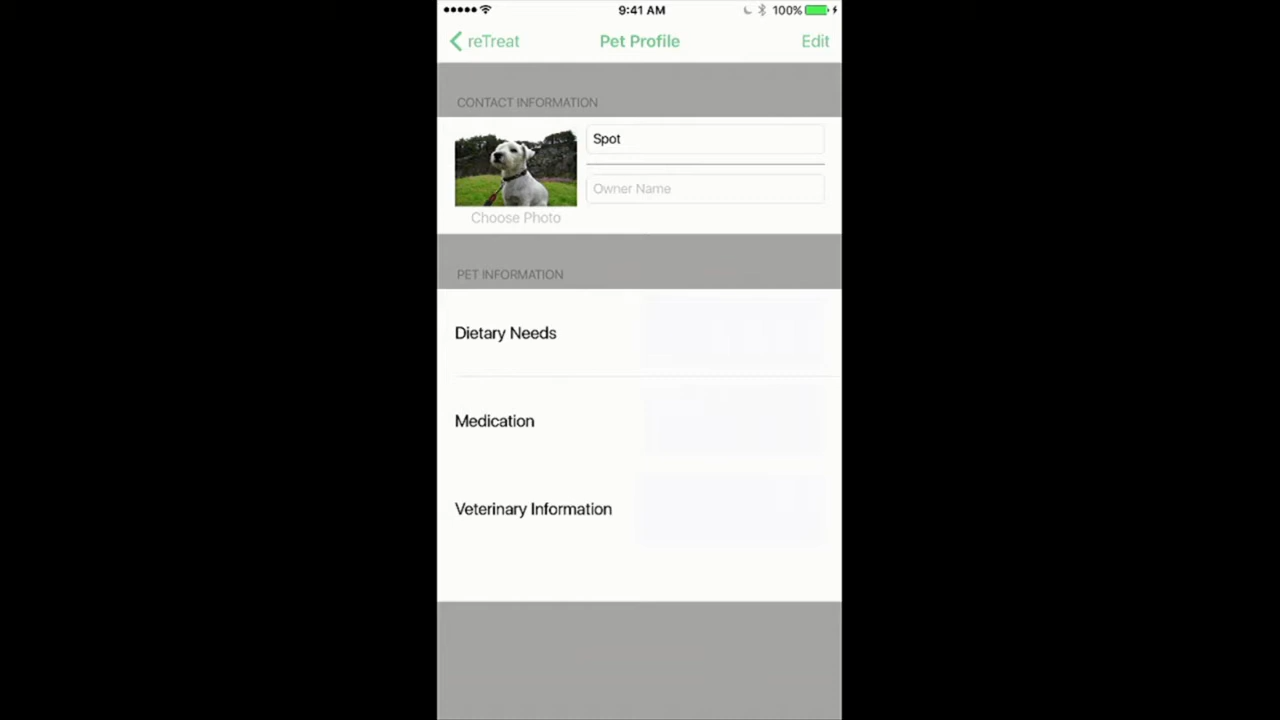 9:41 AM 100%
reTreat Pet Profile Edit
CONTACT INFORMATION
Spot
Owner Name
Choose Photo
PET INFORMATION
Dietary Needs
Medication
Veterinary Information